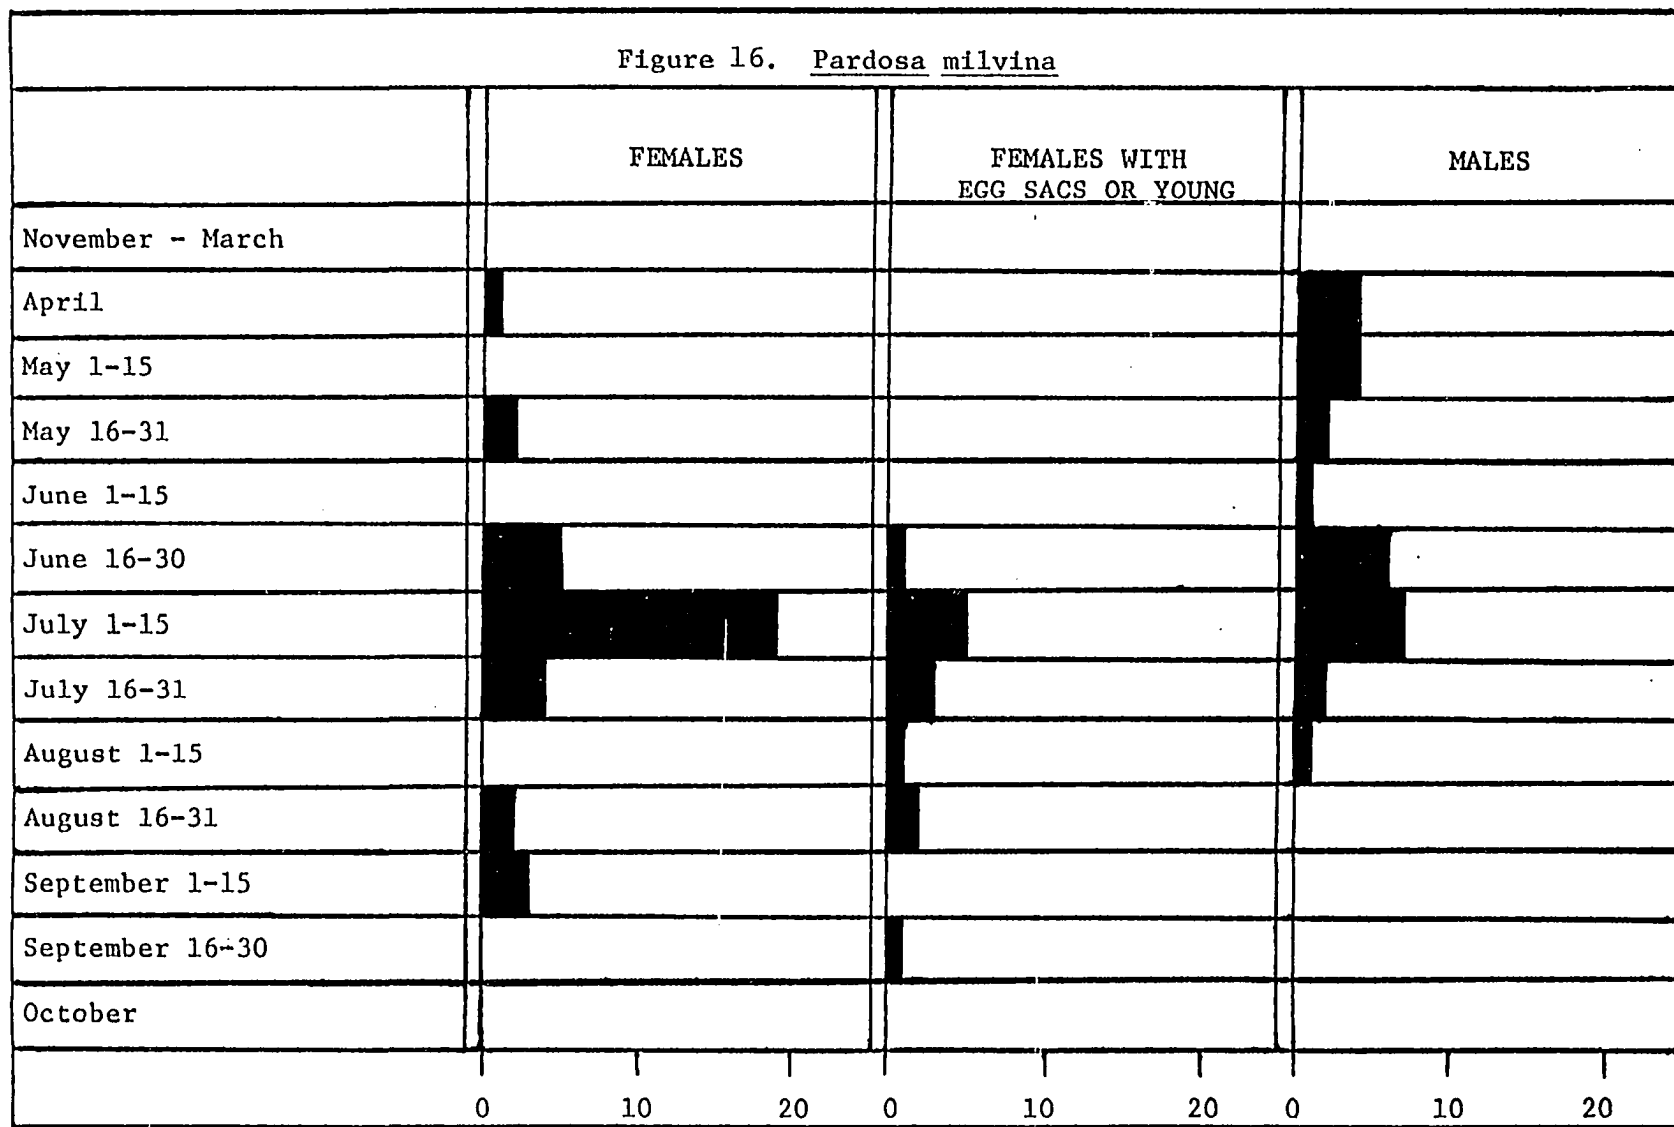 Figure 16. Pardosa milvina
FEMALES
FEMALES WITH
EGG SACS OR YOUNG
MALES
November - March
April
May 1-15
May 16-31
June 1-15
June 16-30
July 1-15
July 16-31
August 1-15
August 16-31
September 1-15
September 16-30
October
0 10 20 0 10 20 0 10 20